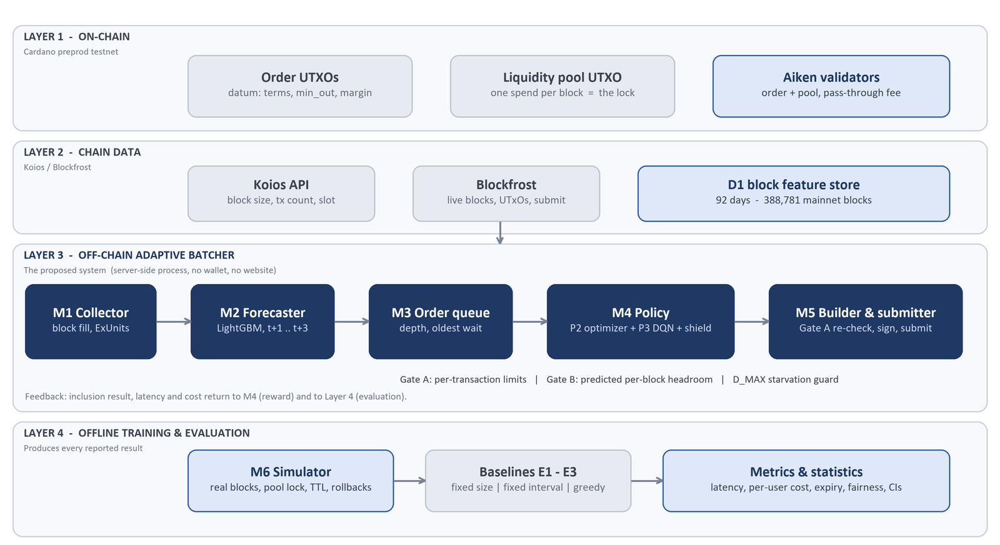 LAYER 1 - ON-CHAIN
Cardano preprod testnet
Order UTXOs
datum: terms, min_out, margin
Liquidity pool UTXO
one spend per block = the lock
Aiken validators
order + pool, pass-through fee
LAYER 2 - CHAIN DATA
Koios / Blockfrost
Koios API
block size, tx count, slot
Blockfrost
live blocks, UTxOs, submit
D1 block feature store
92 days - 388,781 mainnet blocks
LAYER 3 - OFF-CHAIN ADAPTIVE BATCHER
The proposed system (server-side process, no wallet, no website)
M1 Collector
block fill, ExUnits
M2 Forecaster
LightGBM, t+1 .. t+3
M3 Order queue
depth, oldest wait
M4 Policy
P2 optimizer + P3 DQN + shield
M5 Builder & submitter
Gate A re-check, sign, submit
Gate A: per-transaction limits | Gate B: predicted per-block headroom | D_MAX starvation guard
Feedback: inclusion result, latency and cost return to M4 (reward) and to Layer 4 (evaluation).
LAYER 4 - OFFLINE TRAINING & EVALUATION
Produces every reported result
M6 Simulator
real blocks, pool lock, TTL, rollbacks
Baselines E1 - E3
fixed size | fixed interval | greedy
Metrics & statistics
latency, per-user cost, expiry, fairness, CIs